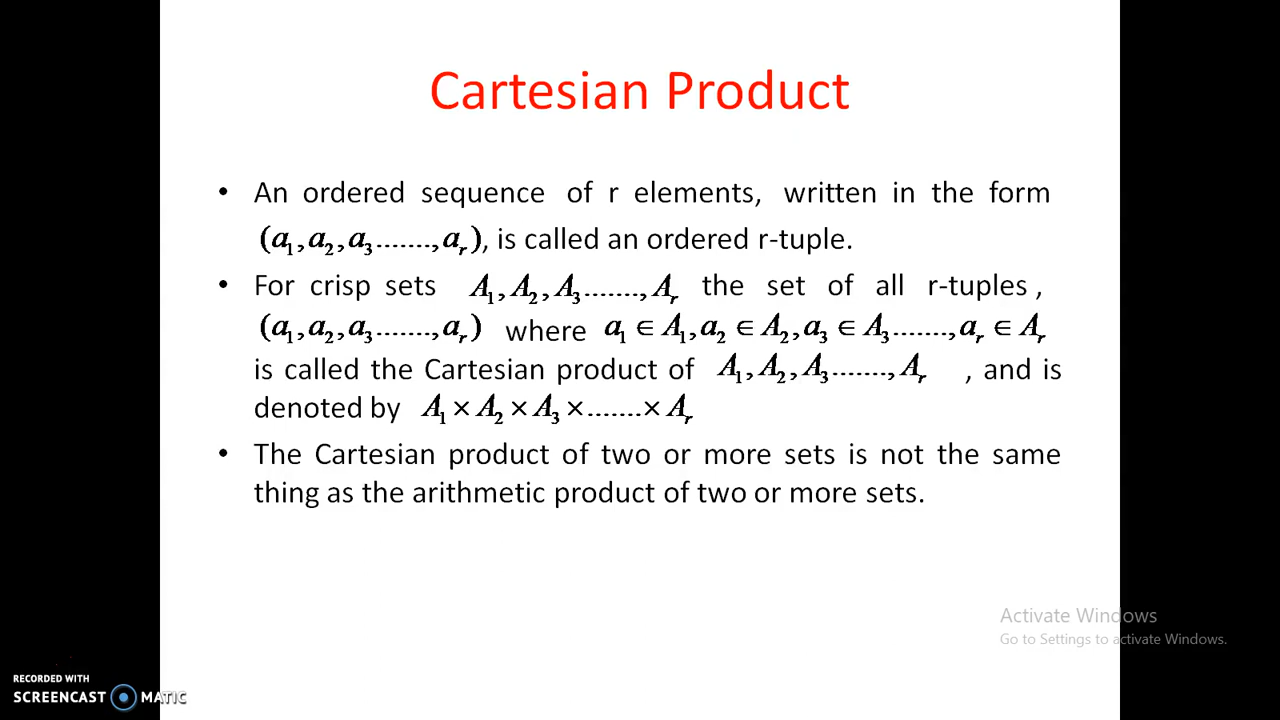 Cartesian Product
• An ordered sequence of r elements, written in the form
(a₁,a₂,a₃.......,aᵣ), is called an ordered r-tuple.
• For crisp sets A₁,A₂,A₃.......,Aᵣ the set of all r-tuples ,
(a₁,a₂,a₃.......,aᵣ) where a₁ ∈ A₁,a₂ ∈ A₂,a₃ ∈ A₃.......,aᵣ ∈ Aᵣ
is called the Cartesian product of A₁,A₂,A₃.......,Aᵣ , and is
denoted by A₁ × A₂ × A₃ ×.......× Aᵣ
• The Cartesian product of two or more sets is not the same
thing as the arithmetic product of two or more sets.
Activate Windows
Go to Settings to activate Windows.
RECORDED WITH
SCREENCAST MATIC